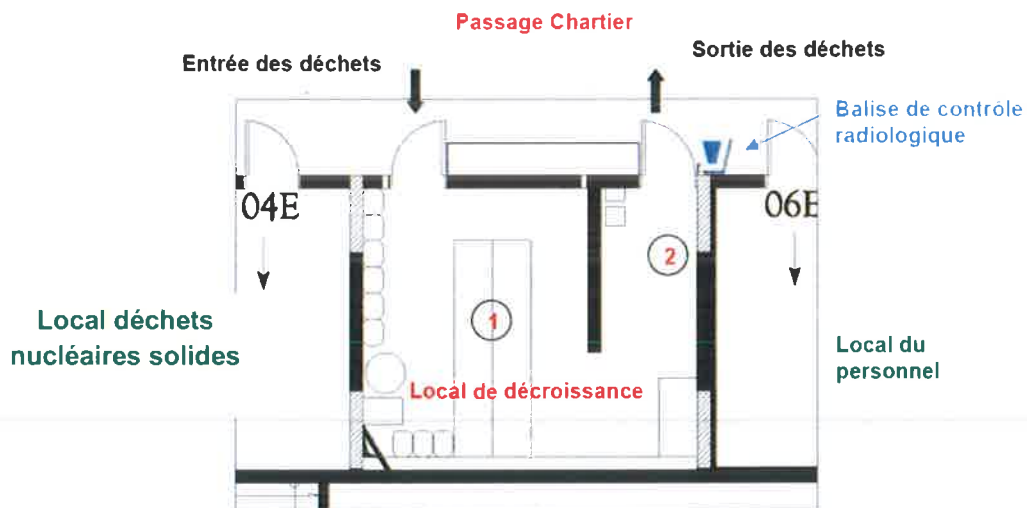 Passage Chartier
Entrée des déchets
Sortie des déchets
Balise de contrôle
radiologique
04E
06E
2
1
Local déchets
nucléaires solides
Local du
personnel
Local de décroissance